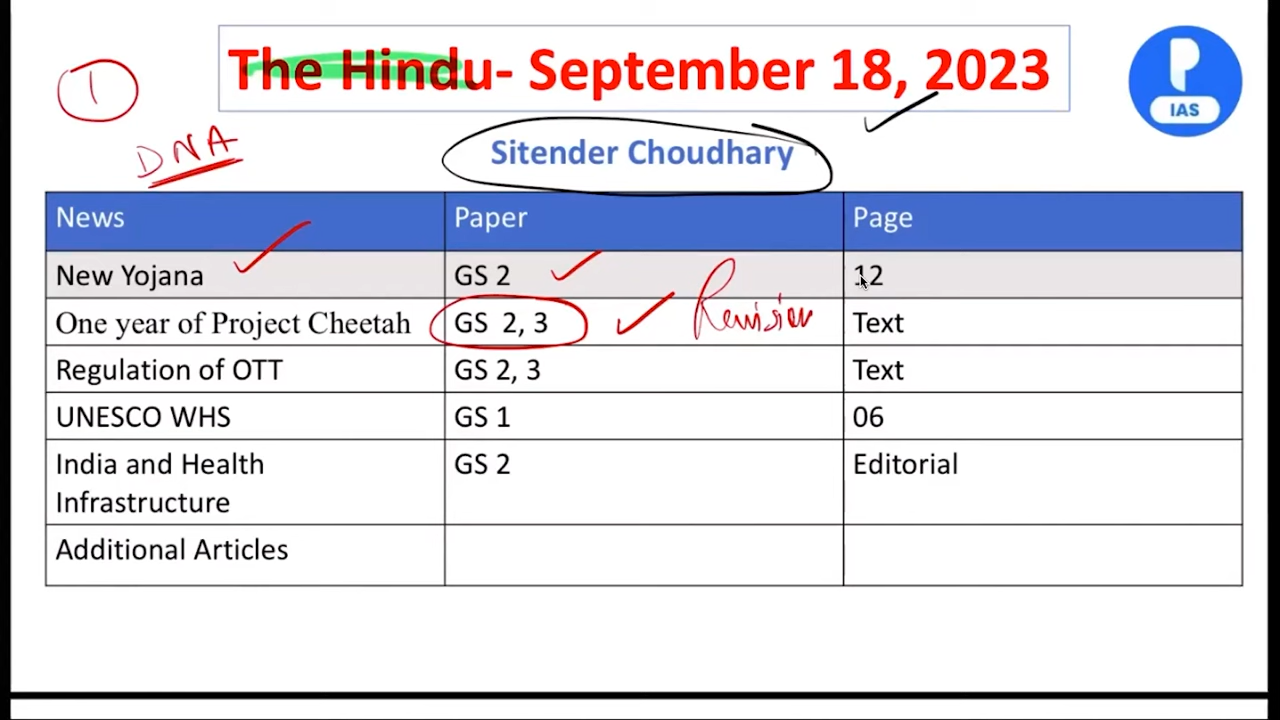 The Hindu- September 18, 2023
1
P
IAS
DNA
Sitender Choudhary
News Paper Page
New Yojana GS 2 12
One year of Project Cheetah GS 2, 3 Revision Text
Regulation of OTT GS 2, 3 Text
UNESCO WHS GS 1 06
India and Health GS 2 Editorial
Infrastructure
Additional Articles